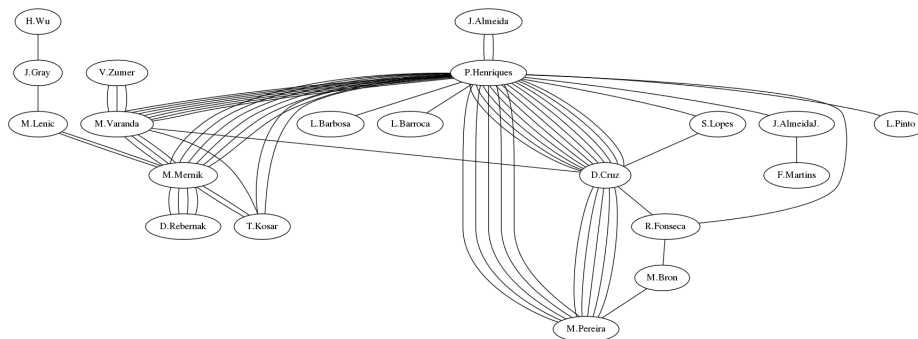 H.Wu
J.Almeida
J.Gray
V.Zumer
P.Henriques
M.Lenic
M.Varanda
L.Barbosa
L.Barroca
S.Lopes
J.AlmeidaJ.
L.Pinto
M.Mernik
D.Cruz
F.Martins
D.Rebernak
T.Kosar
R.Fonseca
M.Bron
M.Pereira